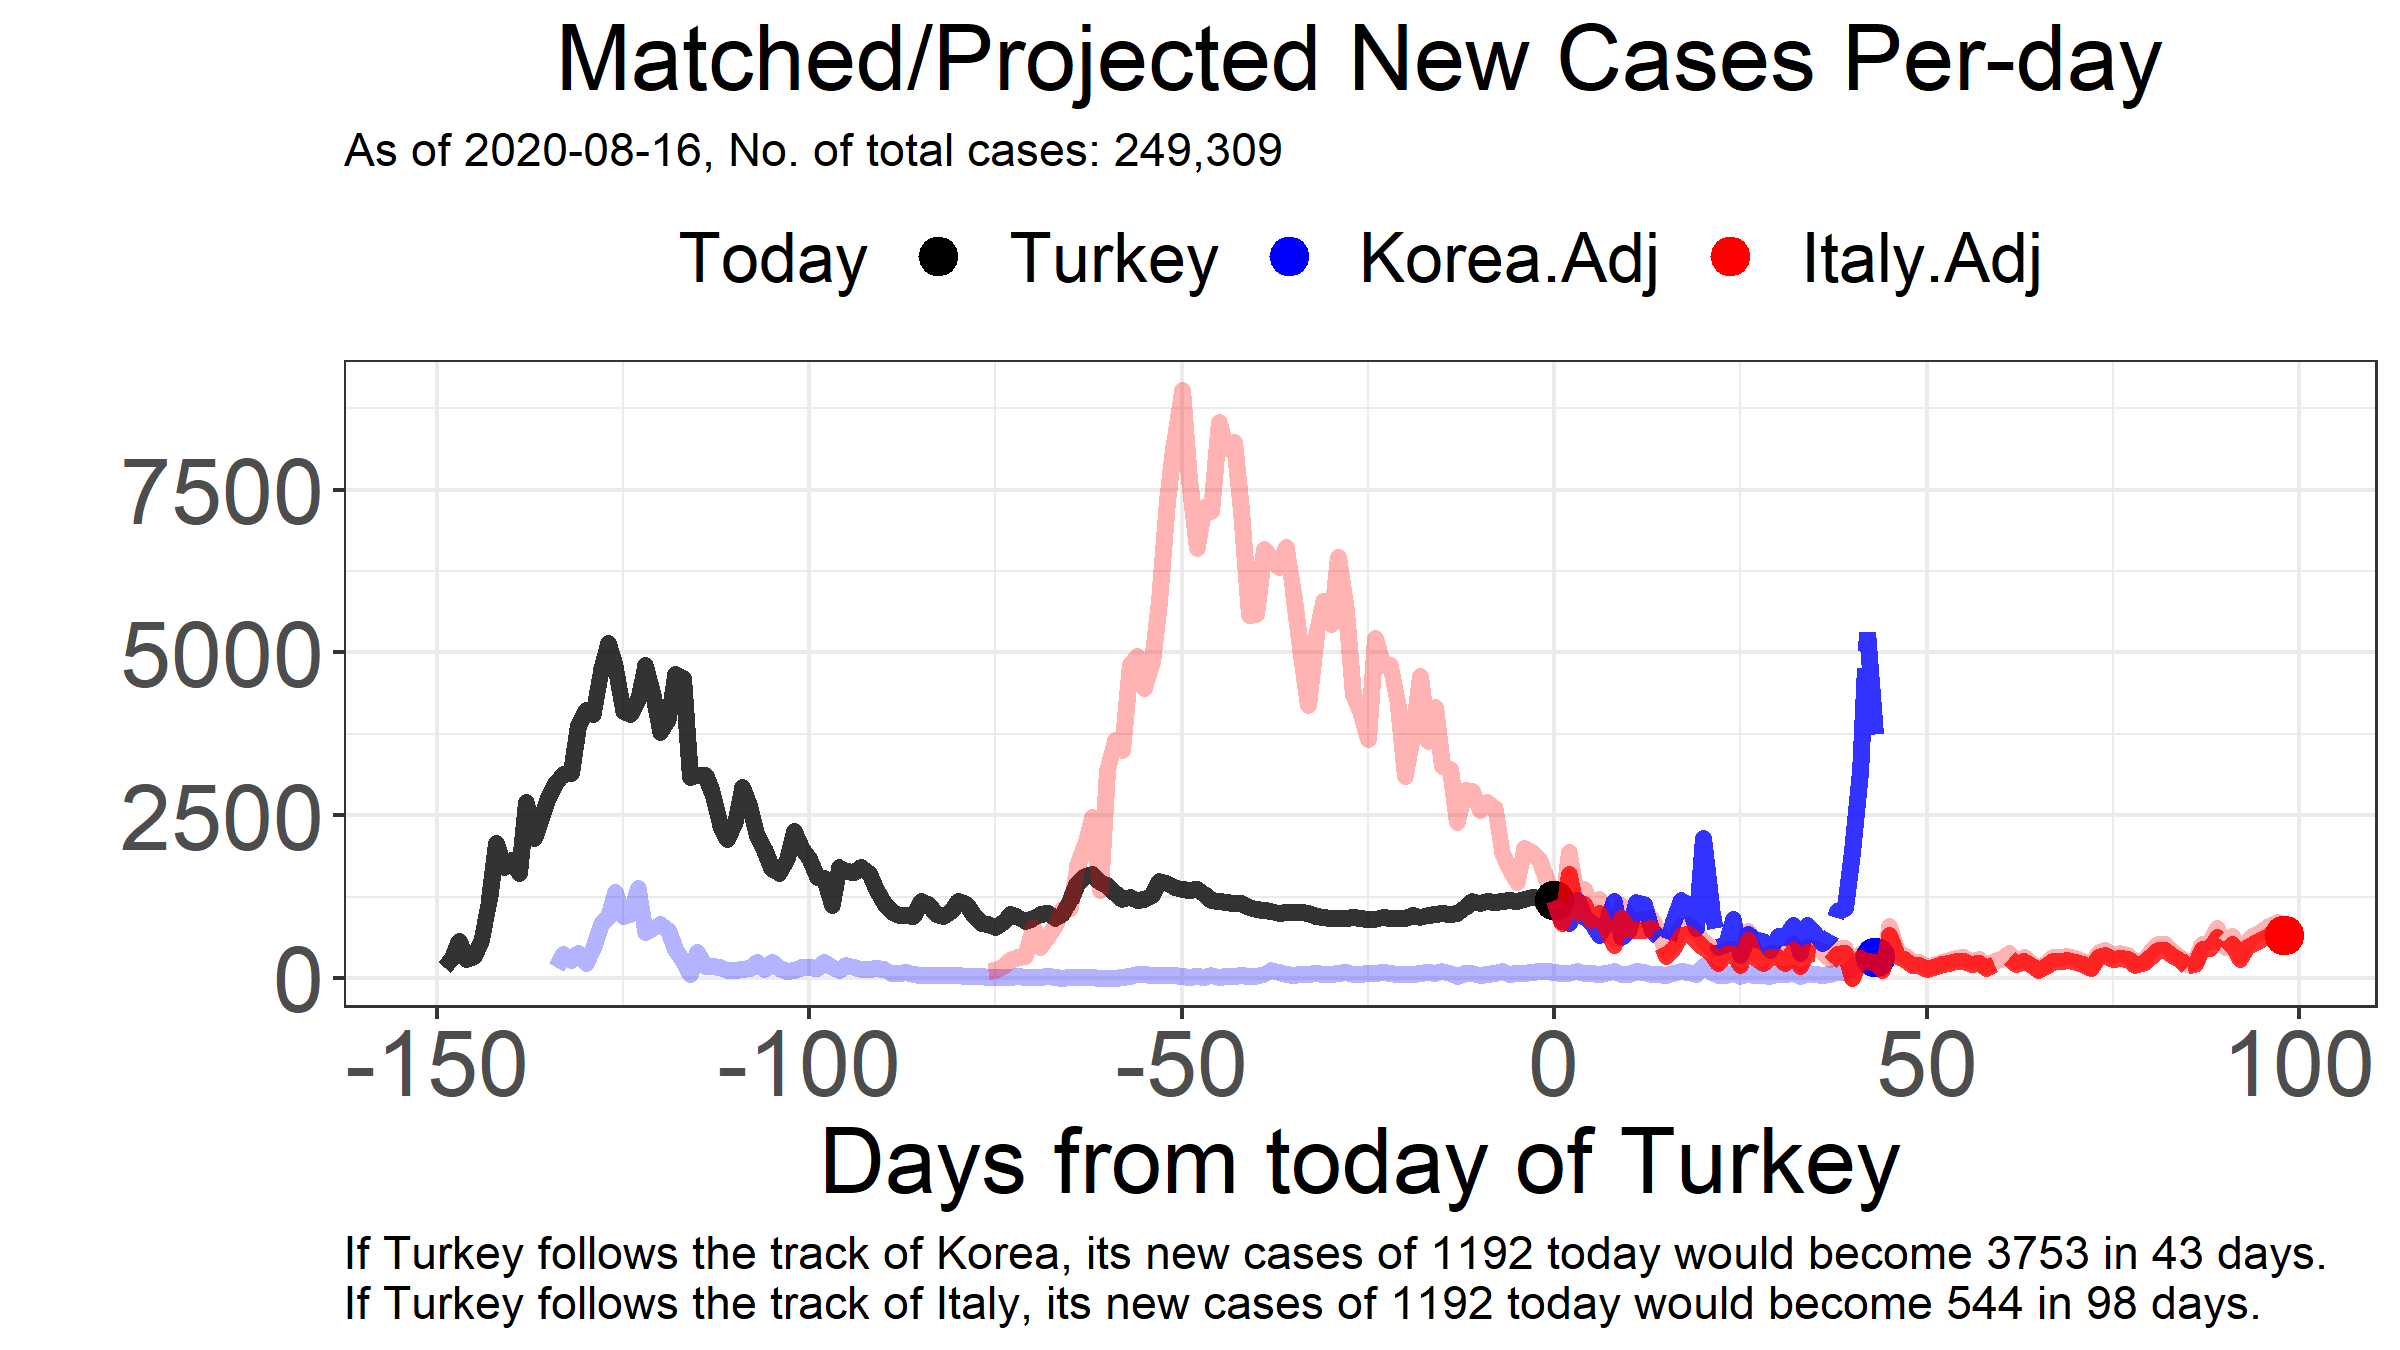 Matched/Projected New Cases Per-day
As of 2020-08-16, No. of total cases: 249,309
Today Turkey Korea.Adj Italy.Adj
7500
5000
2500
0
-150 -100 -50 0 50 100
Days from today of Turkey
If Turkey follows the track of Korea, its new cases of 1192 today would become 3753 in 43 days.
If Turkey follows the track of Italy, its new cases of 1192 today would become 544 in 98 days.